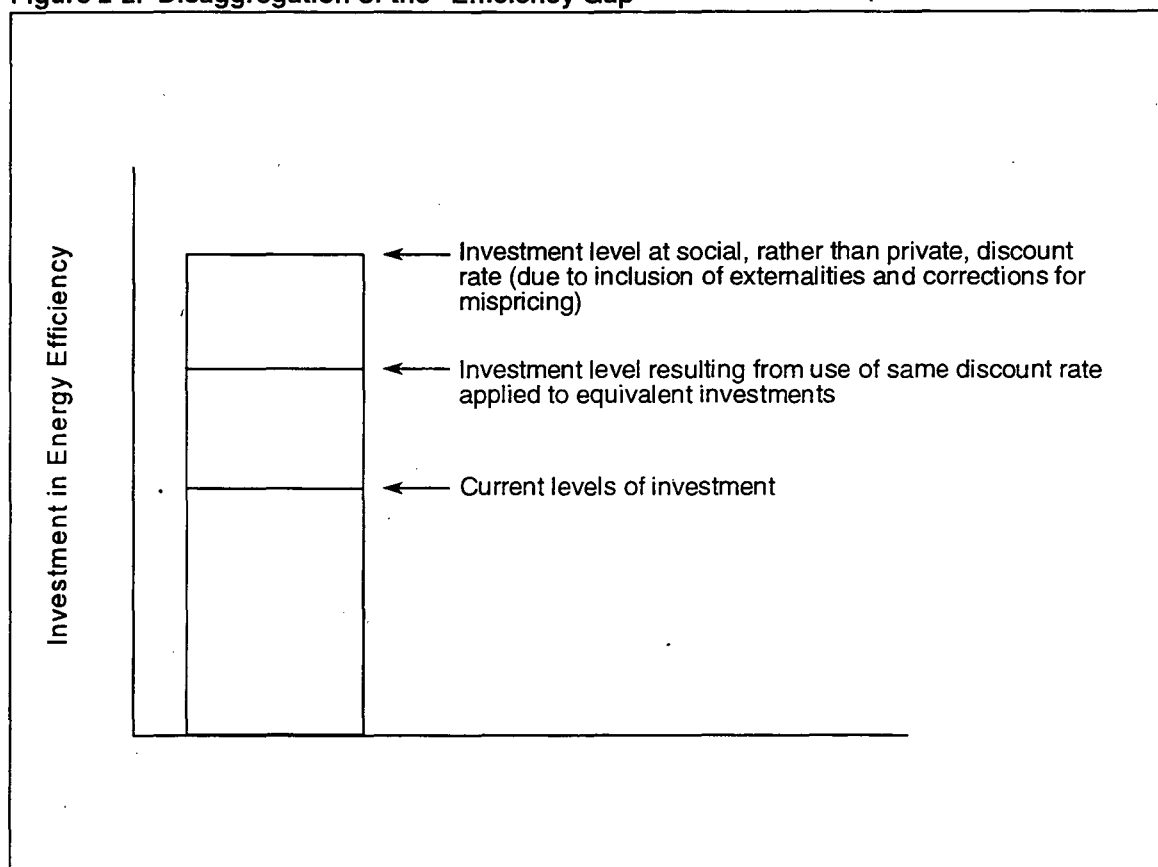 Investment in Energy Efficiency
Investment level at social, rather than private, discount
rate (due to inclusion of externalities and corrections for
mispricing)
Investment level resulting from use of same discount rate
applied to equivalent investments
Current levels of investment